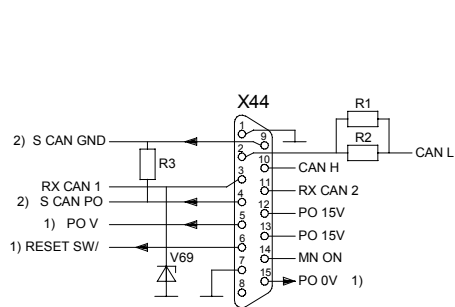 X44
R1
1
9
2) S CAN GND
R2
2
CAN L
R3
10
CAN H
3
RX CAN 1
11
RX CAN 2
2) S CAN PO
4
12
PO 15V
1) PO V
5
13
PO 15V
1) RESET SW/
6
14
MN ON
V69
7
15
PO 0V 1)
8